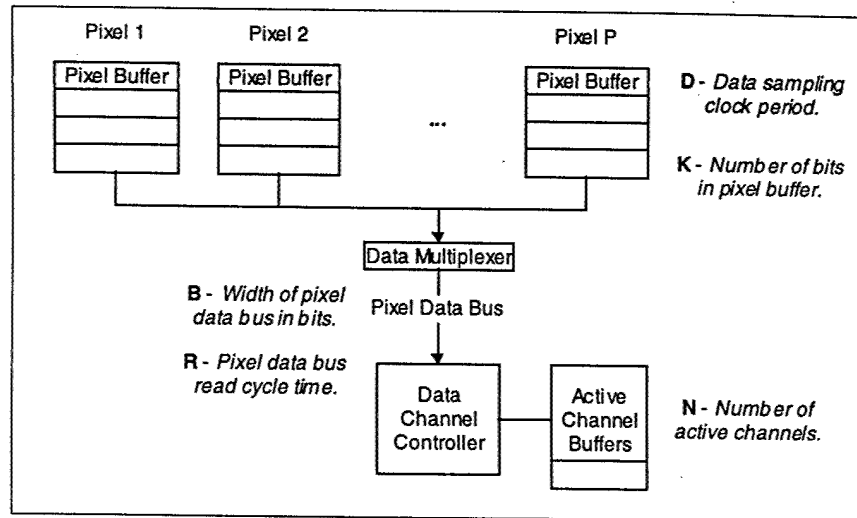 Pixel 1
Pixel 2
Pixel P
Pixel Buffer
Pixel Buffer
Pixel Buffer
...
D - Data sampling
clock period.
K - Number of bits
in pixel buffer.
Data Multiplexer
B - Width of pixel
data bus in bits.
Pixel Data Bus
R - Pixel data bus
read cycle time.
Data
Channel
Controller
Active
Channel
Buffers
N - Number of
active channels.